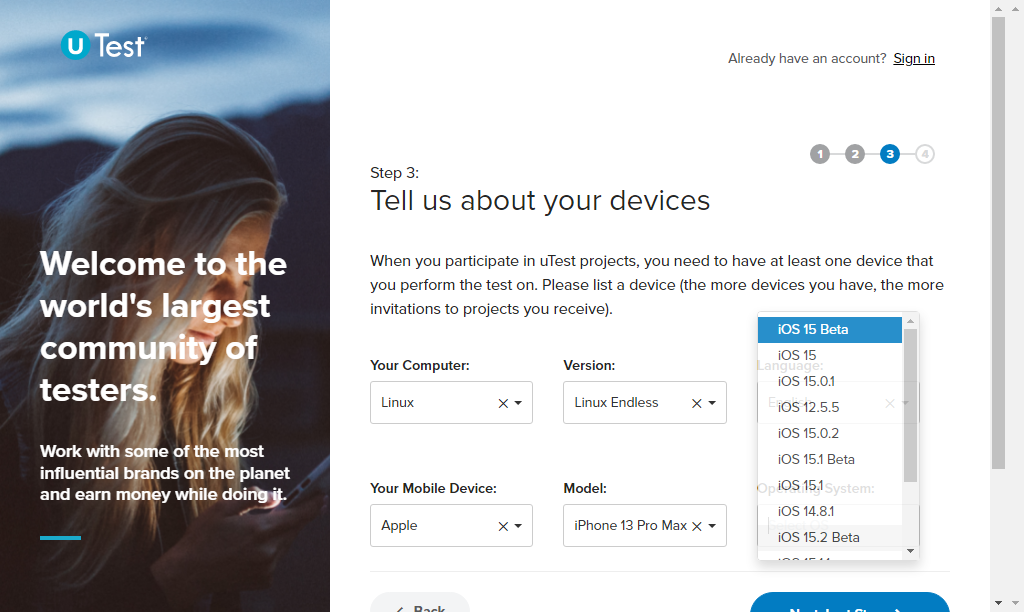 U Test
Already have an account? Sign in
1 2 3 4
Step 3:
Tell us about your devices
Welcome to the
world's largest
community of
testers.
Work with some of the most
influential brands on the planet
and earn money while doing it.
When you participate in uTest projects, you need to have at least one device that
you perform the test on. Please list a device (the more devices you have, the more
invitations to projects you receive).
Your Computer:
Linux
Version:
Linux Endless
Language:
English
Your Mobile Device:
Apple
Model:
iPhone 13 Pro Max
Operating System:
iOS 15 Beta
iOS 15
iOS 15.0.1
iOS 12.5.5
iOS 15.0.2
iOS 15.1 Beta
iOS 15.1
iOS 14.8.1
iOS 15.2 Beta
Back